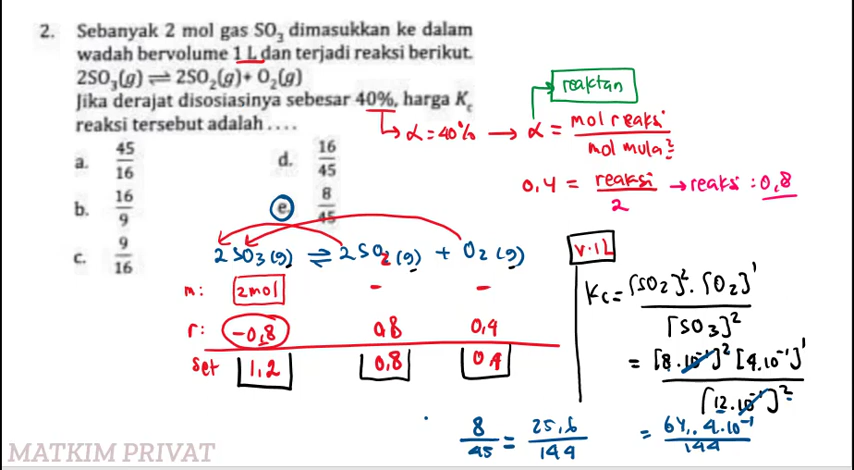 2. Sebanyak 2 mol gas SO₃ dimasukkan ke dalam
wadah bervolume 1 L dan terjadi reaksi berikut.
2SO₃(g) ⇌ 2SO₂(g)+ O₂(g)
Jika derajat disosiasinya sebesar 40%, harga K꜀
reaksi tersebut adalah . . . .
a. 45/16
d. 16/45
b. 16/9
e. 8/45
c. 9/16
reaktan
↳ α = 40% → α = mol reaksi / mol mula²
0,4 = reaksi / 2 → reaksi : 0,8
2 SO₃ (g) ⇌ 2 SO₂ (g) + O₂ (g)
m: 2mol - -
r: -0,8 0,8 0,4
Set 1,2 0,8 0,4
V=1L
Kc = [SO₂]². [O₂]¹ / [SO₃]²
= [8.10⁻¹]² [4.10⁻¹]¹ / [12.10⁻¹]²
= 64. 4.10⁻¹ / 144
8/45 = 25,6/144
MATKIM PRIVAT